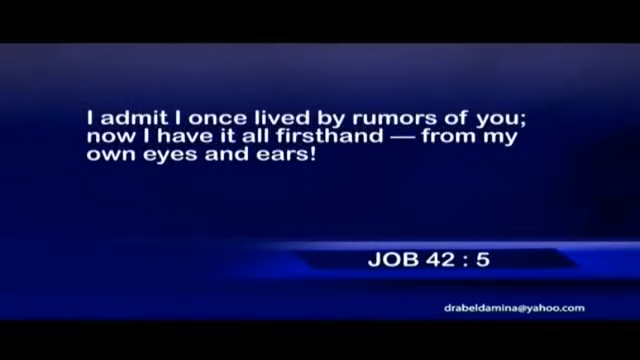 I admit I once lived by rumors of you;
now I have it all firsthand — from my
own eyes and ears!
JOB 42 : 5
drabeldamina@yahoo.com